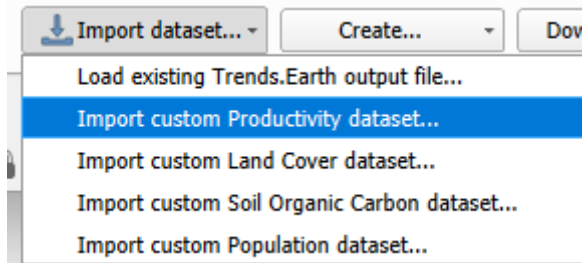 Import dataset... Create... Dow
Load existing Trends.Earth output file...
Import custom Productivity dataset...
Import custom Land Cover dataset...
Import custom Soil Organic Carbon dataset...
Import custom Population dataset...